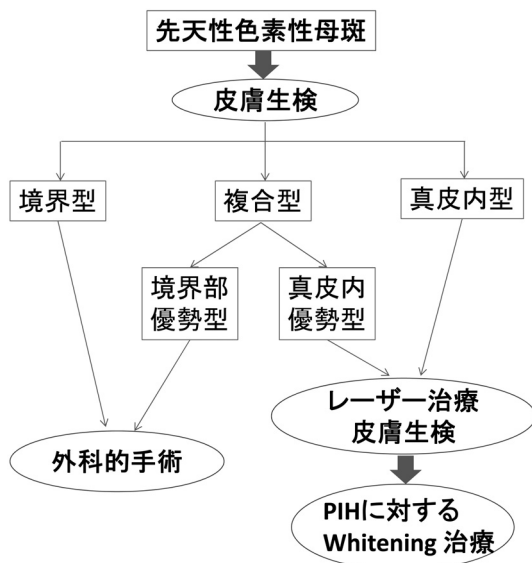 先天性色素性母斑
皮膚生検
境界型
複合型
真皮内型
境界部
優勢型
真皮内
優勢型
外科的手術
レーザー治療
皮膚生検
PIHに対する
Whitening 治療